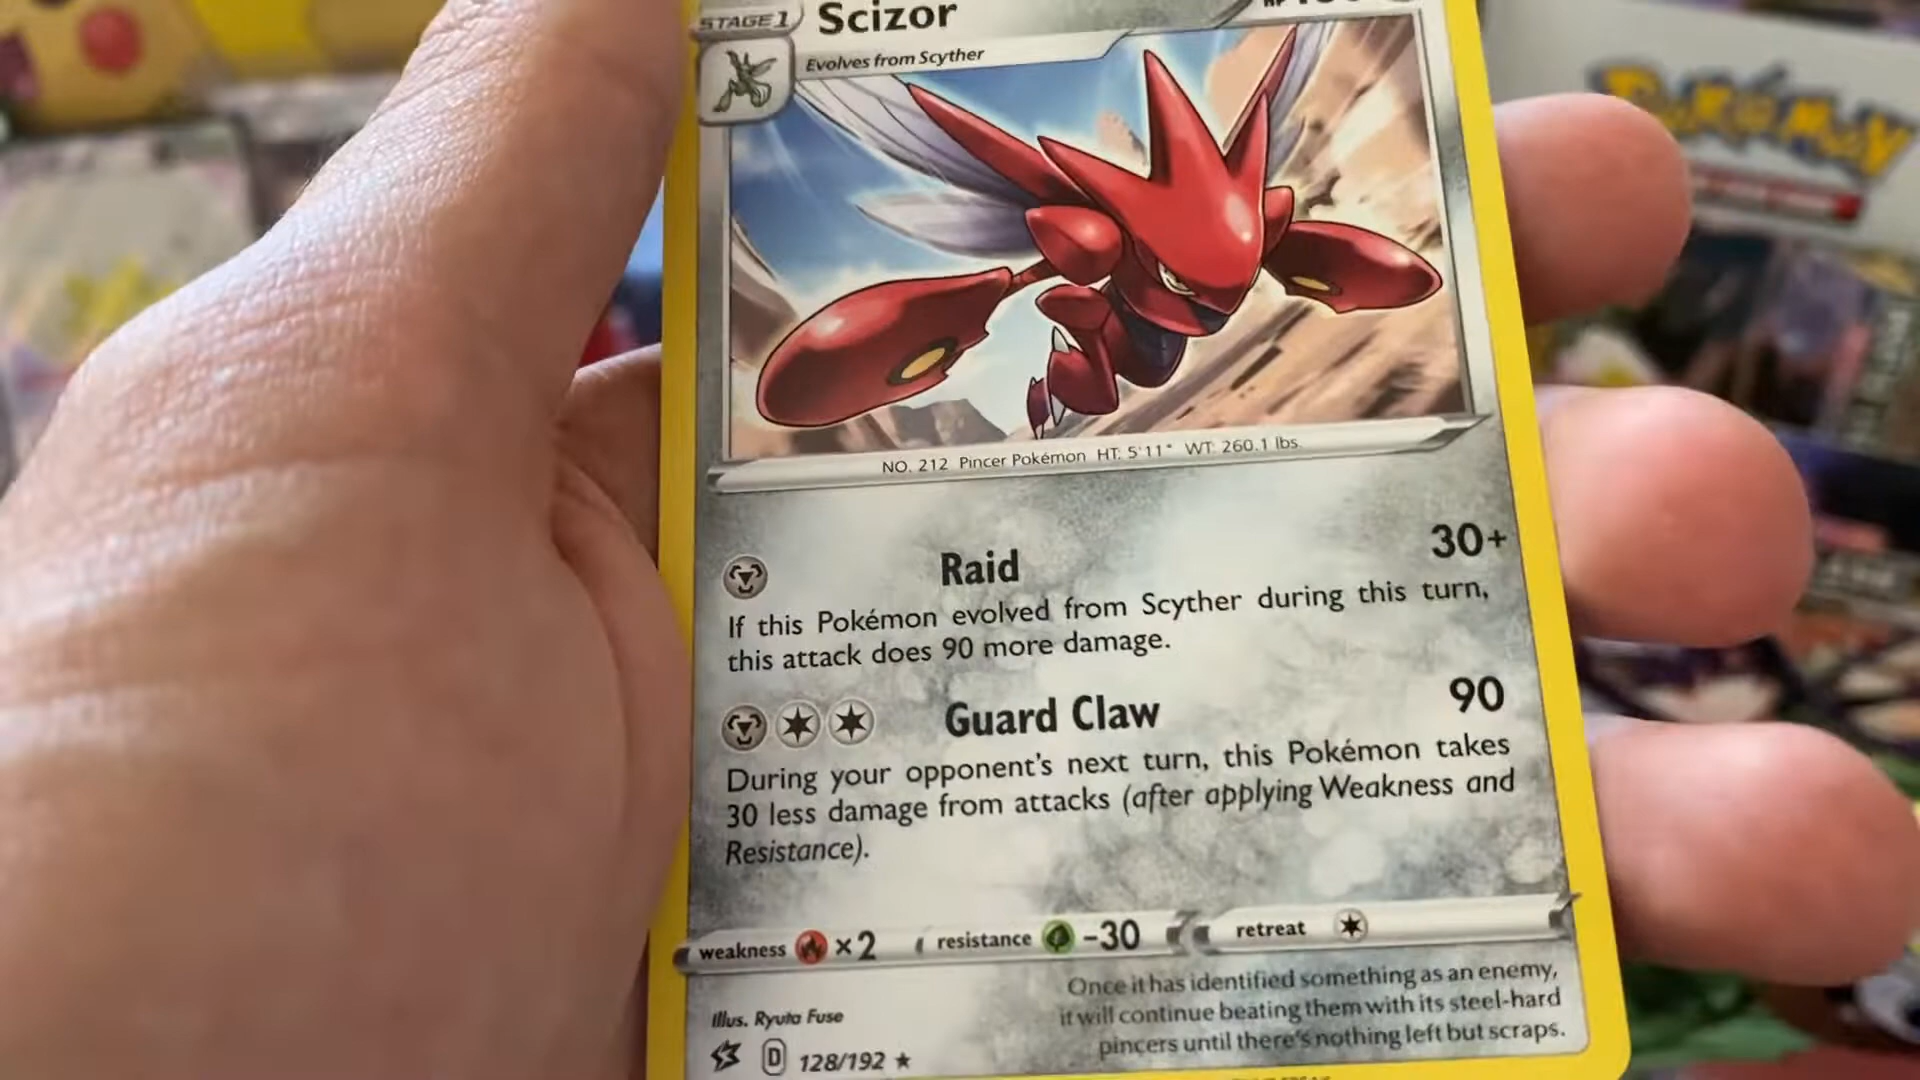 STAGE 1
Scizor
Evolves from Scyther
NO. 212 Pincer Pokémon HT: 5'11" WT: 260.1 lbs.
Raid 30+
If this Pokémon evolved from Scyther during this turn,
this attack does 90 more damage.
Guard Claw 90
During your opponent's next turn, this Pokémon takes
30 less damage from attacks (after applying Weakness and
Resistance).
weakness ×2 resistance -30 retreat
Once it has identified something as an enemy,
it will continue beating them with its steel-hard
pincers until there's nothing left but scraps.
Illus. Ryuta Fuse
D 128/192 ★
Pokémon